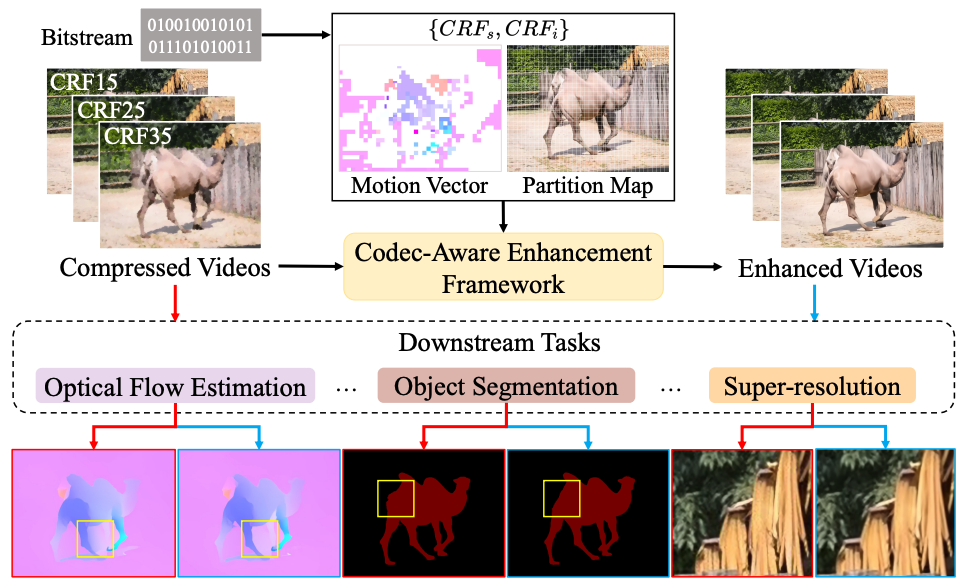 Bitstream
010010010101
011101010011
{CRF_s, CRF_i}
CRF15
CRF25
CRF35
Motion Vector
Partition Map
Compressed Videos
Codec-Aware Enhancement
Framework
Enhanced Videos
Downstream Tasks
Optical Flow Estimation ... Object Segmentation ... Super-resolution